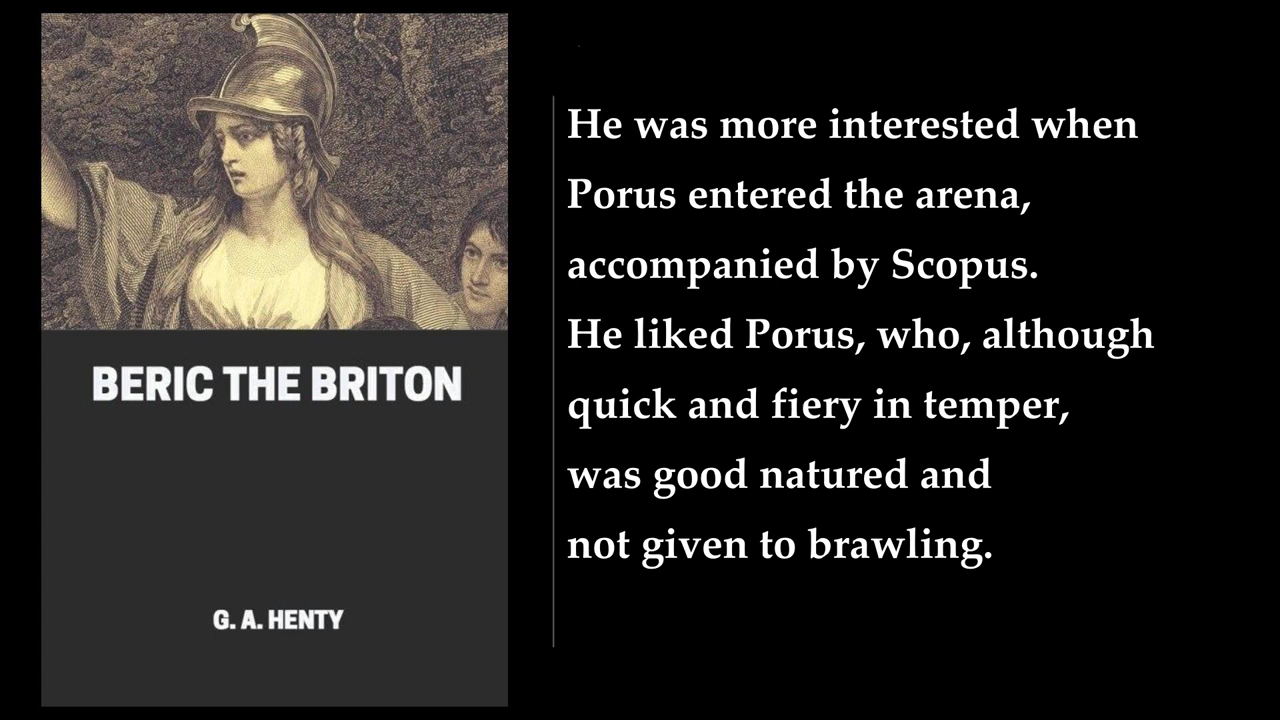 BERIC THE BRITON
G. A. HENTY
He was more interested when
Porus entered the arena,
accompanied by Scopus.
He liked Porus, who, although
quick and fiery in temper,
was good natured and
not given to brawling.